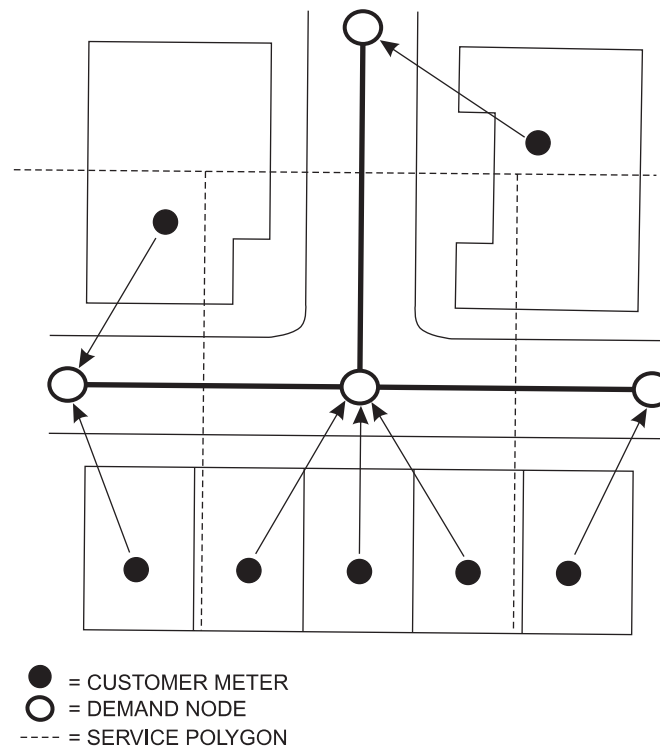 = CUSTOMER METER
= DEMAND NODE
= SERVICE POLYGON